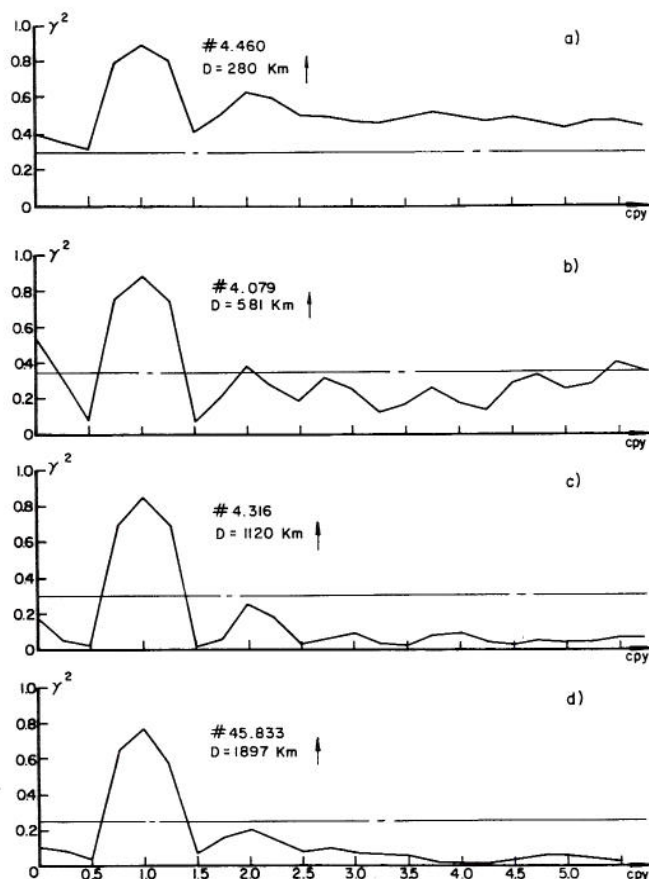 1.0 γ²
#4.460
D = 280 Km
a)
0.8
0.6
0.4
0.2
0
cpy
1.0 γ²
#4.079
D = 581 Km
b)
0.8
0.6
0.4
0.2
0
cpy
1.0 γ²
#4.316
D = 1120 Km
c)
0.8
0.6
0.4
0.2
0
cpy
1.0 γ²
#45.833
D = 1897 Km
d)
0.8
0.6
0.4
0.2
0 0.5 1.0 1.5 2.0 2.5 3.0 3.5 4.0 4.5 5.0 cpy